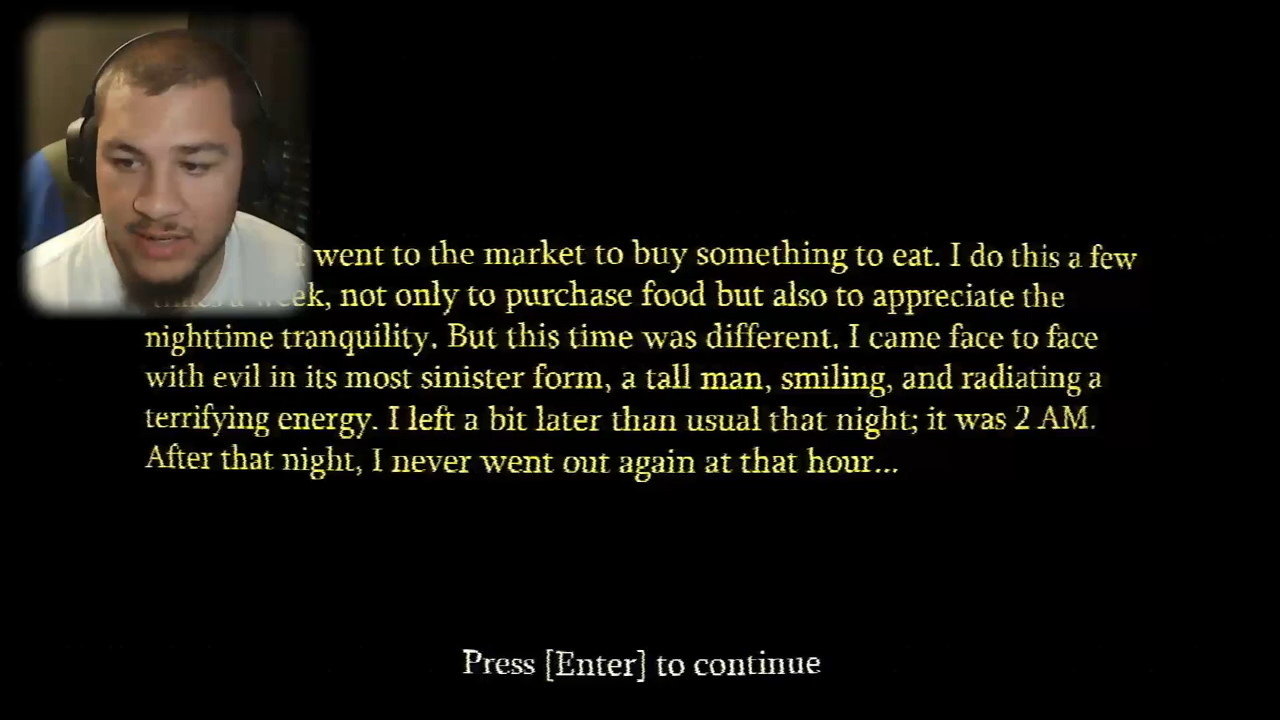 I went to the market to buy something to eat. I do this a few
times a week, not only to purchase food but also to appreciate the
nighttime tranquility. But this time was different. I came face to face
with evil in its most sinister form, a tall man, smiling, and radiating a
terrifying energy. I left a bit later than usual that night; it was 2 AM.
After that night, I never went out again at that hour...
Press [Enter] to continue